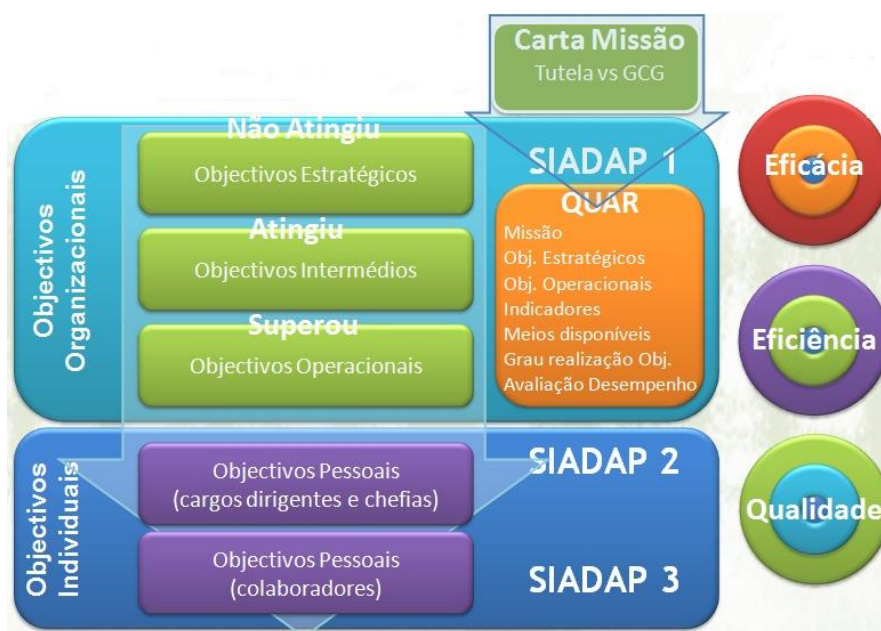 Carta Missão
Tutela vs GCG
Objectivos
Organizacionais
Não Atingiu
Objectivos Estratégicos
Atingiu
Objectivos Intermédios
Superou
Objectivos Operacionais
SIADAP 1
QUAR
Missão
Obj. Estratégicos
Obj. Operacionais
Indicadores
Meios disponíveis
Grau realização Obj.
Avaliação Desempenho
Eficácia
Eficiência
Qualidade
Objectivos
Individuais
Objectivos Pessoais
(cargos dirigentes e chefias)
SIADAP 2
Objectivos Pessoais
(colaboradores)
SIADAP 3